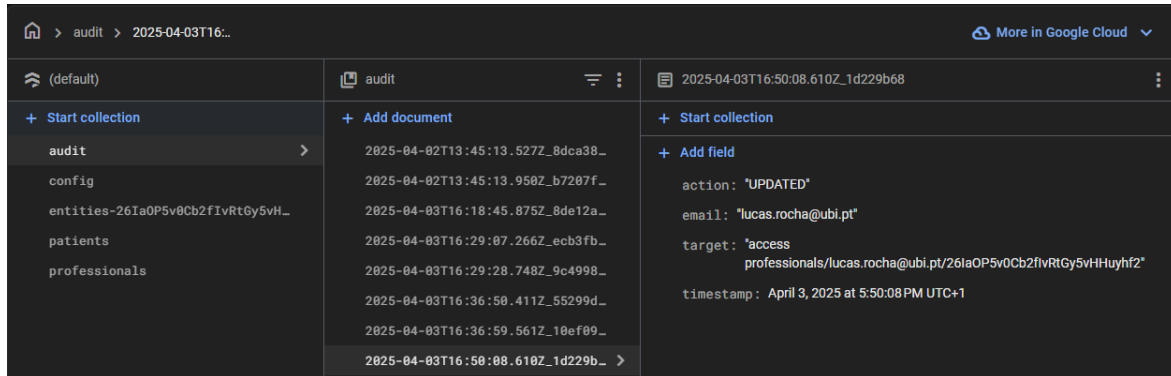 audit > 2025-04-03T16:..
More in Google Cloud
(default)
+ Start collection
audit
config
entities-26IaOP5v0Cb2fIvRtGy5vH…
patients
professionals
audit
+ Add document
2025-04-02T13:45:13.527Z_8dca38…
2025-04-02T13:45:13.950Z_b7207f…
2025-04-03T16:18:45.875Z_8de12a…
2025-04-03T16:29:07.266Z_ecb3fb…
2025-04-03T16:29:28.748Z_9c4998…
2025-04-03T16:36:50.411Z_55299d…
2025-04-03T16:36:59.561Z_10ef09…
2025-04-03T16:50:08.610Z_1d229b…
2025-04-03T16:50:08.610Z_1d229b68
+ Start collection
+ Add field
action: "UPDATED"
email: "lucas.rocha@ubi.pt"
target: "access
professionals/lucas.rocha@ubi.pt/26IaOP5v0Cb2fIvRtGy5vHHuyhf2"
timestamp: April 3, 2025 at 5:50:08 PM UTC+1